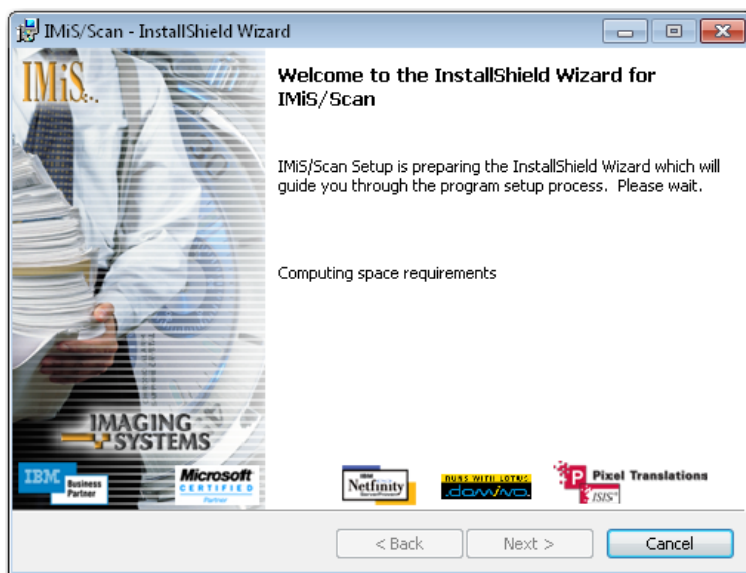 IMiS/Scan - InstallShield Wizard
IMiS
Welcome to the InstallShield Wizard for
IMiS/Scan
IMiS/Scan Setup is preparing the InstallShield Wizard which will
guide you through the program setup process. Please wait.
Computing space requirements
IMAGING
SYSTEMS
IBM
Business
Partner
Microsoft
CERTIFIED
Partner
IBM
Netfinity
RUNS WITH LOTUS
domino.
P
Pixel Translations
ISIS
< Back
Next >
Cancel